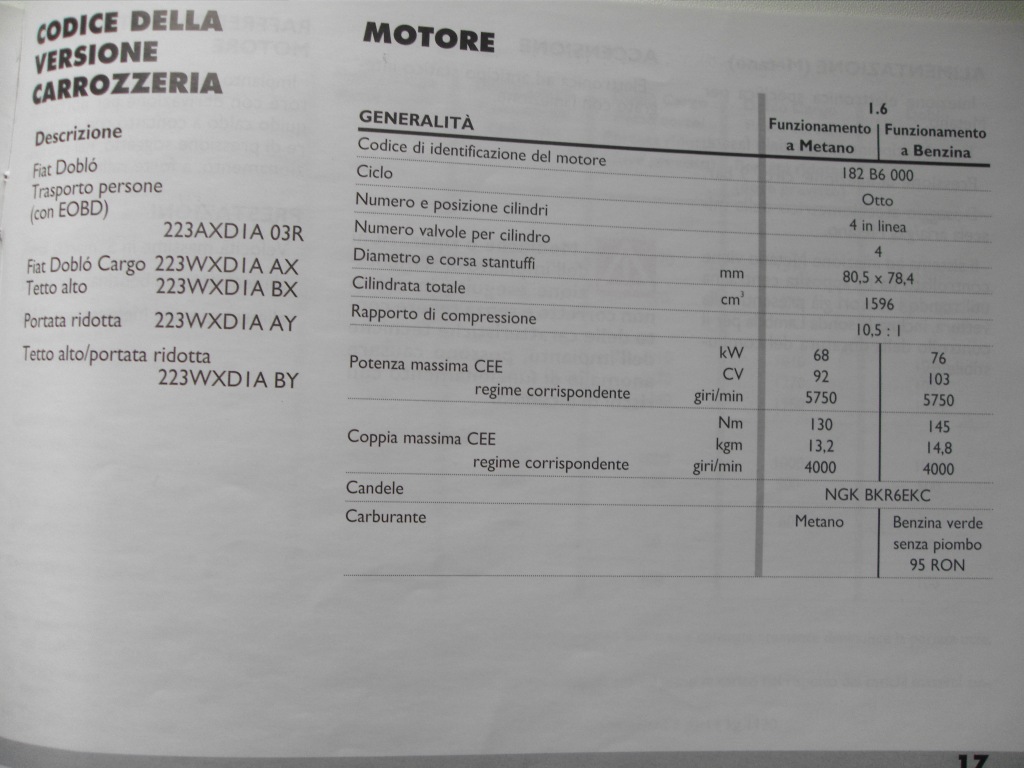 CODICE DELLA
VERSIONE
CARROZZERIA
Descrizione
Fiat Dobló
Trasporto persone
(con EOBD)
223AXD1A 03R
Fiat Dobló Cargo 223WXD1A AX
Tetto alto 223WXD1A BX
Portata ridotta 223WXD1A AY
Tetto alto/portata ridotta
223WXD1A BY
MOTORE
1.6
GENERALITÀ Funzionamento Funzionamento
a Metano a Benzina
Codice di identificazione del motore 182 B6 000
Ciclo Otto
Numero e posizione cilindri 4 in linea
Numero valvole per cilindro 4
Diametro e corsa stantuffi mm 80,5 x 78,4
Cilindrata totale cm³ 1596
Rapporto di compressione 10,5 : 1
Potenza massima CEE kW 68 76
CV 92 103
regime corrispondente giri/min 5750 5750
Coppia massima CEE Nm 130 145
kgm 13,2 14,8
regime corrispondente giri/min 4000 4000
Candele NGK BKR6EKC
Carburante Metano Benzina verde
senza piombo
95 RON
17